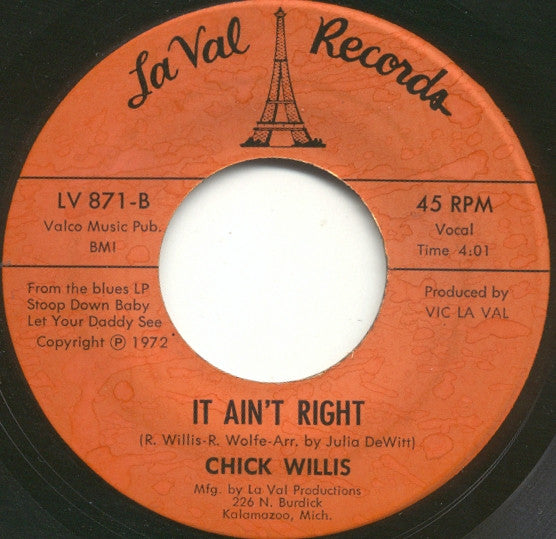 La Val Records
LV 871-B
Valco Music Pub.
BMI
45 RPM
Vocal
Time 4:01
From the blues LP
Stoop Down Baby
Let Your Daddy See
Copyright Ⓟ 1972
Produced by
VIC LA VAL
IT AIN'T RIGHT
(R. Willis-R. Wolfe-Arr. by Julia DeWitt)
CHICK WILLIS
Mfg. by La Val Productions
226 N. Burdick
Kalamazoo, Mich.